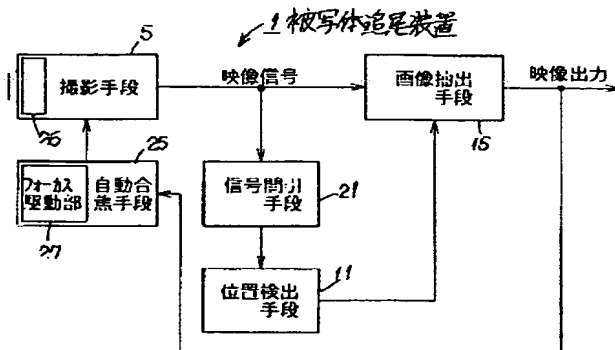 1 被写体追尾装置
5
撮影手段
26
映像信号
画像抽出
手段
15
映像出力
25
フォーカス
駆動部
自動合
焦手段
27
信号間引
手段
21
位置検出
手段
11